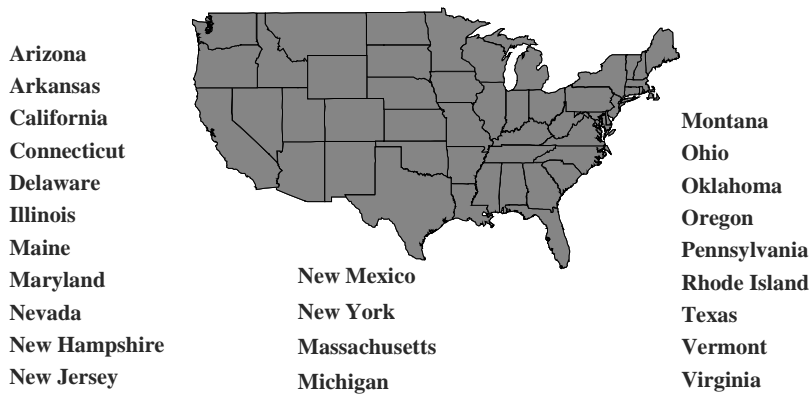 Arizona
Arkansas
California
Connecticut
Delaware
Illinois
Maine
Maryland
Nevada
New Hampshire
New Jersey
New Mexico
New York
Massachusetts
Michigan
Montana
Ohio
Oklahoma
Oregon
Pennsylvania
Rhode Island
Texas
Vermont
Virginia